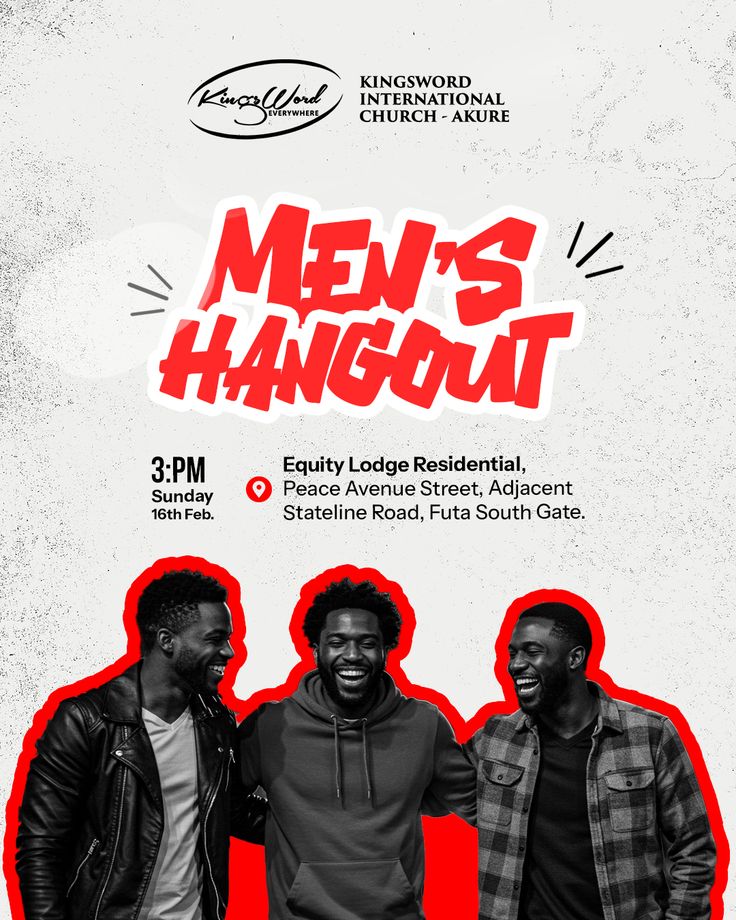 KingsWord
EVERYWHERE
KINGSWORD
INTERNATIONAL
CHURCH - AKURE
MEN'S
HANGOUT
3:PM
Sunday
16th Feb.
Equity Lodge Residential,
Peace Avenue Street, Adjacent
Stateline Road, Futa South Gate.